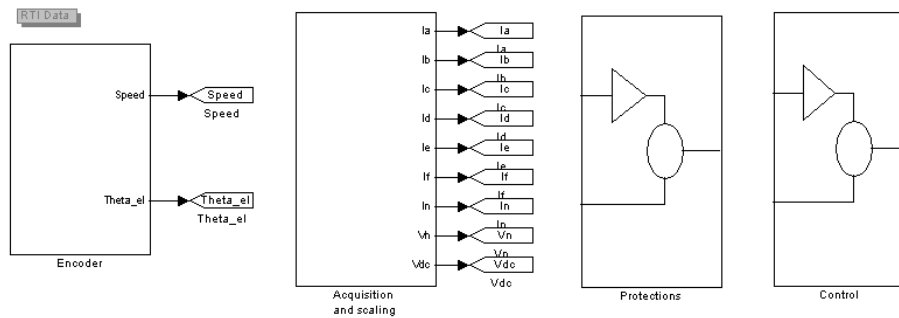 RTI Data
Speed
Speed
Speed
Theta_el
Theta_el
Theta_el
Encoder
Ia
Ia
Ia
Ib
Ib
Ib
Ic
Ic
Ic
Id
Id
Id
Ie
Ie
Ie
If
If
If
In
In
In
Vn
Vn
Vn
Vdc
Vdc
Vdc
Acquisition
and scaling
Protections
Control